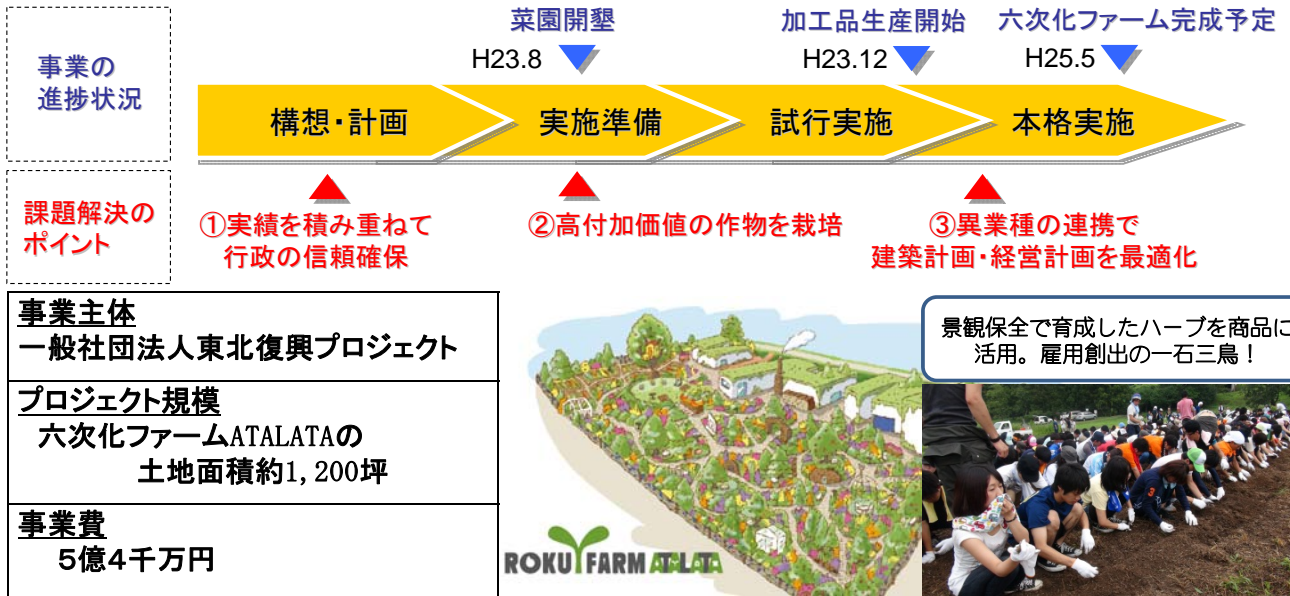 菜園開墾
加工品生産開始
六次化ファーム完成予定
H23.8
H23.12
H25.5
事業の
進捗状況
構想・計画
実施準備
試行実施
本格実施
課題解決の
ポイント
①実績を積み重ねて
行政の信頼確保
②高付加価値の作物を栽培
③異業種の連携で
建築計画・経営計画を最適化
事業主体
一般社団法人東北復興プロジェクト
プロジェクト規模
六次化ファームATALATAの
土地面積約1,200坪
事業費
5億4千万円
ROKU FARM ATALATA
景観保全で育成したハーブを商品に
活用。雇用創出の一石三鳥！